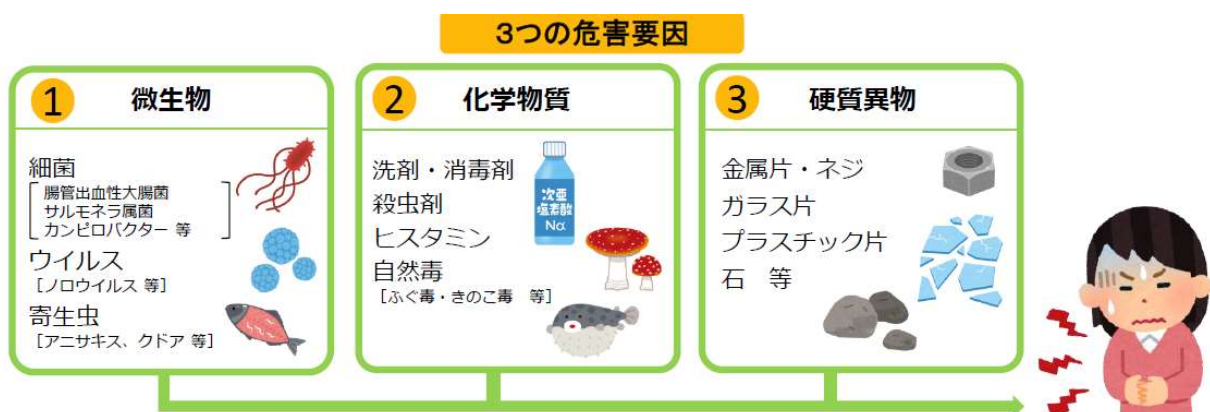 3つの危害要因
1 微生物
細菌
腸管出血性大腸菌
サルモネラ属菌
カンピロバクター 等
ウイルス
[ノロウイルス 等]
寄生虫
[アニサキス、クドア 等]
2 化学物質
洗剤・消毒剤
殺虫剤
ヒスタミン
自然毒
[ふぐ毒・きのこ毒 等]
次亜
塩素酸
Nα
3 硬質異物
金属片・ネジ
ガラス片
プラスチック片
石 等